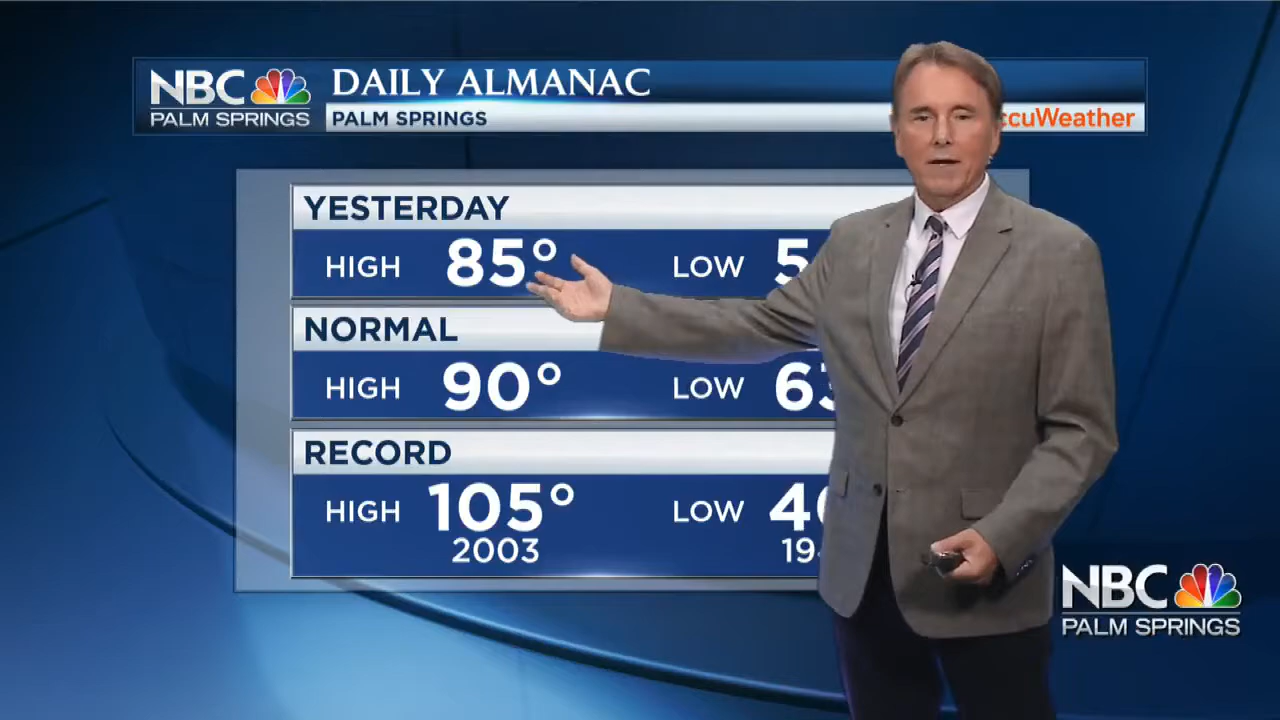 NBC
PALM SPRINGS
DAILY ALMANAC
PALM SPRINGS
YESTERDAY
HIGH 85° LOW
NORMAL
HIGH 90° LOW
RECORD
HIGH 105° LOW
2003
NBC
PALM SPRINGS